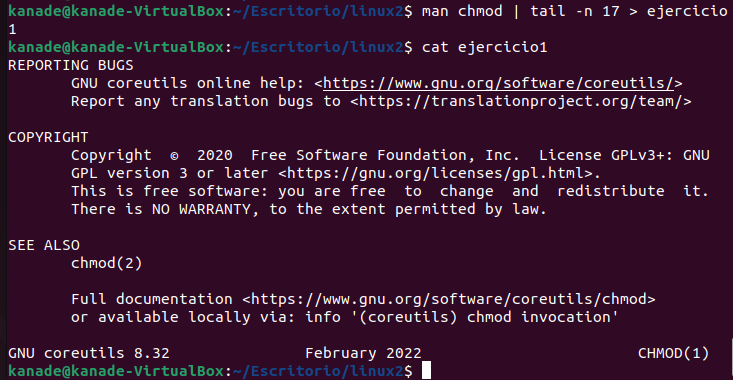 kanade@kanade-VirtualBox:~/Escritorio/linux2$ man chmod | tail -n 17 > ejercicio
1
kanade@kanade-VirtualBox:~/Escritorio/linux2$ cat ejercicio1
REPORTING BUGS
       GNU coreutils online help: <https://www.gnu.org/software/coreutils/>
       Report any translation bugs to <https://translationproject.org/team/>

COPYRIGHT
       Copyright  ©  2020  Free Software Foundation, Inc.  License GPLv3+: GNU
       GPL version 3 or later <https://gnu.org/licenses/gpl.html>.
       This is free software: you are free  to  change  and  redistribute  it.
       There is NO WARRANTY, to the extent permitted by law.

SEE ALSO
       chmod(2)

       Full documentation <https://www.gnu.org/software/coreutils/chmod>
       or available locally via: info '(coreutils) chmod invocation'

GNU coreutils 8.32               February 2022                        CHMOD(1)
kanade@kanade-VirtualBox:~/Escritorio/linux2$